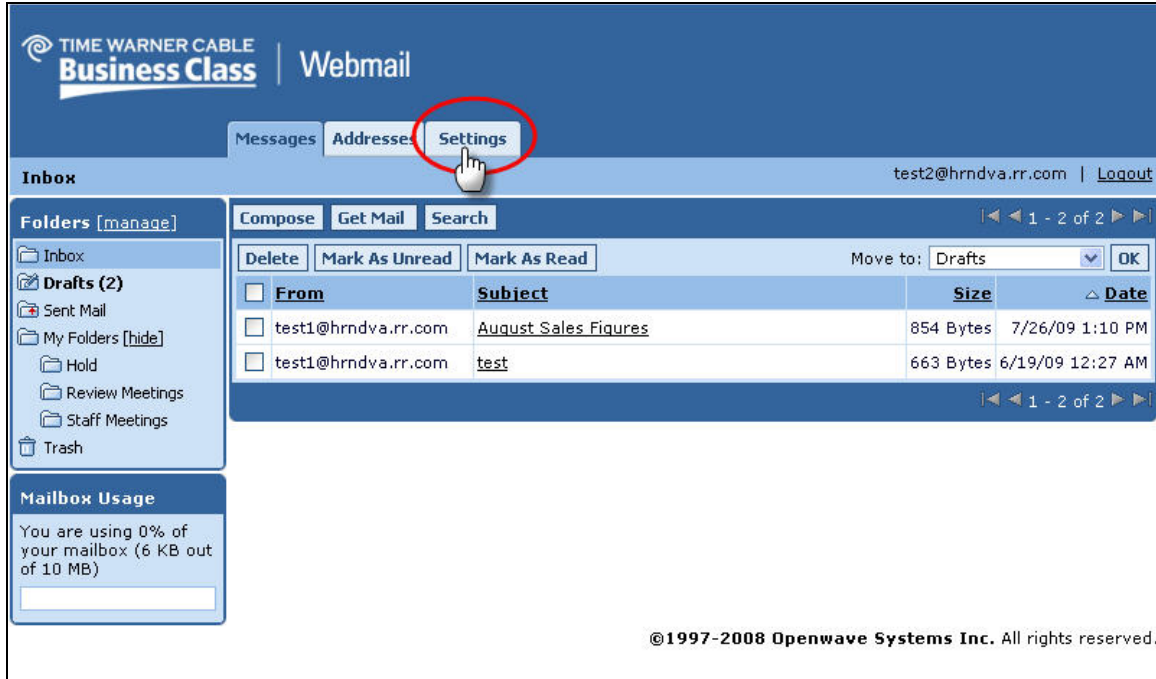 TIME WARNER CABLE
Business Class | Webmail
Messages Addresses Settings
Inbox test2@hrndva.rr.com | Logout
Folders [manage] Compose Get Mail Search 1 - 2 of 2
Inbox Delete Mark As Unread Mark As Read Move to: Drafts OK
Drafts (2) From Subject Size Date
Sent Mail test1@hrndva.rr.com August Sales Figures 854 Bytes 7/26/09 1:10 PM
My Folders [hide]
Hold test1@hrndva.rr.com test 663 Bytes 6/19/09 12:27 AM
Review Meetings 1 - 2 of 2
Staff Meetings
Trash
Mailbox Usage
You are using 0% of
your mailbox (6 KB out
of 10 MB)
©1997-2008 Openwave Systems Inc. All rights reserved.